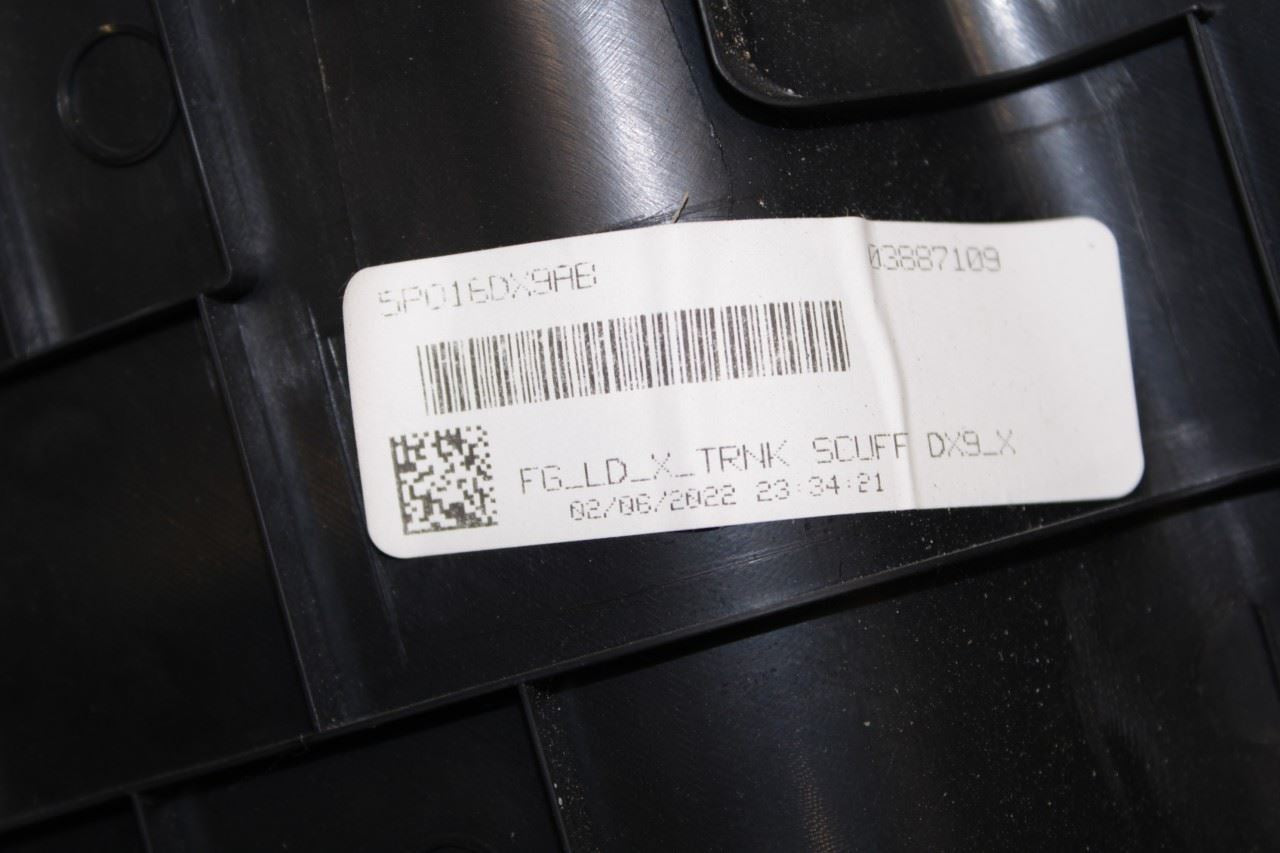 5PO16DX9AB 03887109
FG_LD_X_TRNK SCUFF DX9_X
02/06/2022 23:34:21